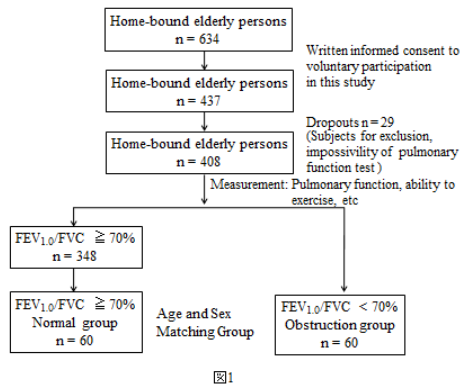 Home-bound elderly persons
n = 634
Written informed consent to
voluntary participation
in this study
Home-bound elderly persons
n = 437
Dropouts n = 29
(Subjects for exclusion,
impossivility of pulmonary
function test )
Home-bound elderly persons
n = 408
Measurement: Pulmonary function, ability to
exercise, etc
FEV1.0/FVC ≧ 70%
n = 348
FEV1.0/FVC ≧ 70%
Normal group
n = 60
Age and Sex
Matching Group
FEV1.0/FVC < 70%
Obstruction group
n = 60
図1